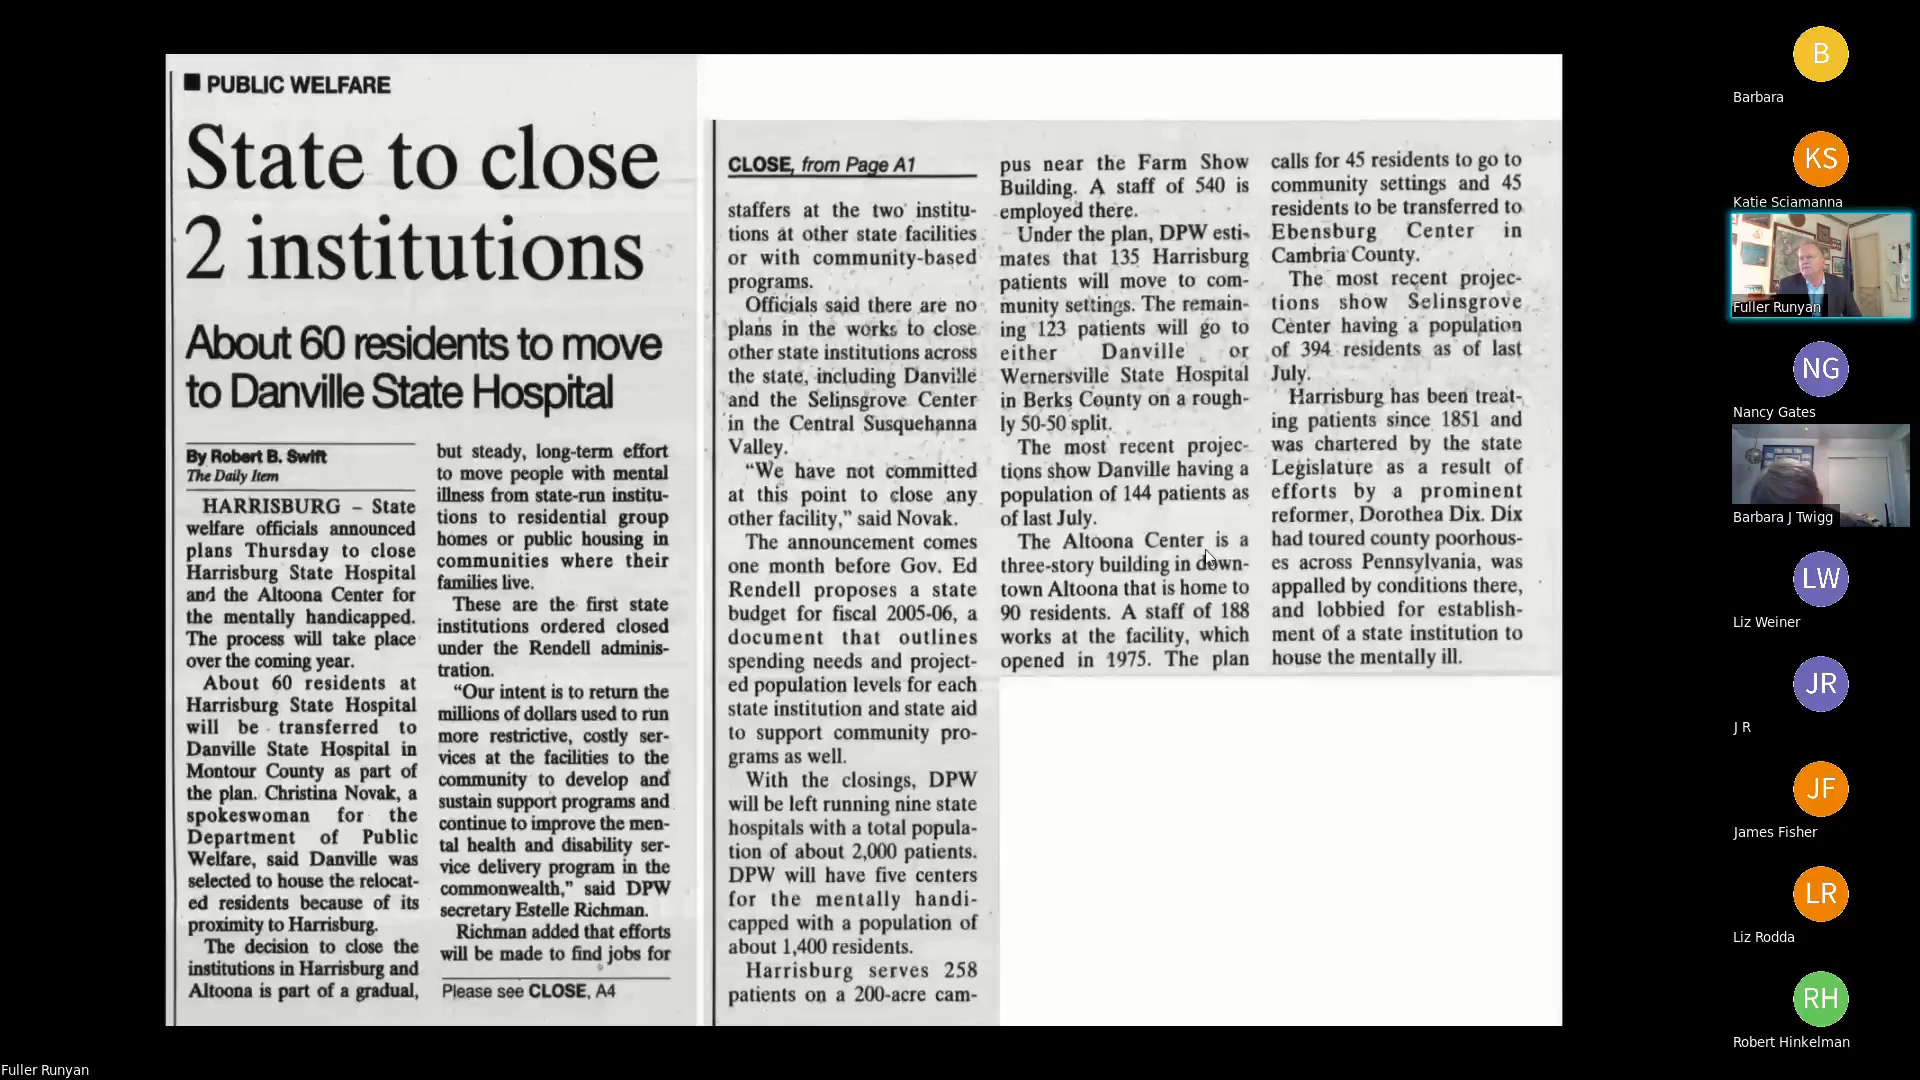 PUBLIC WELFARE
State to close
2 institutions
About 60 residents to move
to Danville State Hospital
By Robert B. Swift
The Daily Item
HARRISBURG – State
welfare officials announced
plans Thursday to close
Harrisburg State Hospital
and the Altoona Center for
the mentally handicapped.
The process will take place
over the coming year.
About 60 residents at
Harrisburg State Hospital
will be transferred to
Danville State Hospital in
Montour County as part of
the plan. Christina Novak, a
spokeswoman for the
Department of Public
Welfare, said Danville was
selected to house the relocat-
ed residents because of its
proximity to Harrisburg.
The decision to close the
institutions in Harrisburg and
Altoona is part of a gradual,
but steady, long-term effort
to move people with mental
illness from state-run institu-
tions to residential group
homes or public housing in
communities where their
families live.
These are the first state
institutions ordered closed
under the Rendell adminis-
tration.
“Our intent is to return the
millions of dollars used to run
more restrictive, costly ser-
vices at the facilities to the
community to develop and
sustain support programs and
continue to improve the men-
tal health and disability ser-
vice delivery program in the
commonwealth,” said DPW
secretary Estelle Richman.
Richman added that efforts
will be made to find jobs for
Please see CLOSE, A4
CLOSE, from Page A1
staffers at the two institu-
tions at other state facilities
or with community-based
programs.
Officials said there are no
plans in the works to close
other state institutions across
the state, including Danville
and the Selinsgrove Center
in the Central Susquehanna
Valley.
“We have not committed
at this point to close any
other facility,” said Novak.
The announcement comes
one month before Gov. Ed
Rendell proposes a state
budget for fiscal 2005-06, a
document that outlines
spending needs and project-
ed population levels for each
state institution and state aid
to support community pro-
grams as well.
With the closings, DPW
will be left running nine state
hospitals with a total popula-
tion of about 2,000 patients.
DPW will have five centers
for the mentally handi-
capped with a population of
about 1,400 residents.
Harrisburg serves 258
patients on a 200-acre cam-
pus near the Farm Show
Building. A staff of 540 is
employed there.
Under the plan, DPW esti-
mates that 135 Harrisburg
patients will move to com-
munity settings. The remain-
ing 123 patients will go to
either Danville or
Wernersville State Hospital
in Berks County on a rough-
ly 50-50 split.
The most recent projec-
tions show Danville having a
population of 144 patients as
of last July.
The Altoona Center is a
three-story building in down-
town Altoona that is home to
90 residents. A staff of 188
works at the facility, which
opened in 1975. The plan
calls for 45 residents to go to
community settings and 45
residents to be transferred to
Ebensburg Center in
Cambria County.
The most recent projec-
tions show Selinsgrove
Center having a population
of 394 residents as of last
July.
Harrisburg has been treat-
ing patients since 1851 and
was chartered by the state
Legislature as a result of
efforts by a prominent
reformer, Dorothea Dix. Dix
had toured county poorhous-
es across Pennsylvania, was
appalled by conditions there,
and lobbied for establish-
ment of a state institution to
house the mentally ill.
B
Barbara
KS
Katie Sciamanna
Fuller Runyan
NG
Nancy Gates
Barbara J Twigg
LW
Liz Weiner
JR
J R
JF
James Fisher
LR
Liz Rodda
RH
Robert Hinkelman
Fuller Runyan